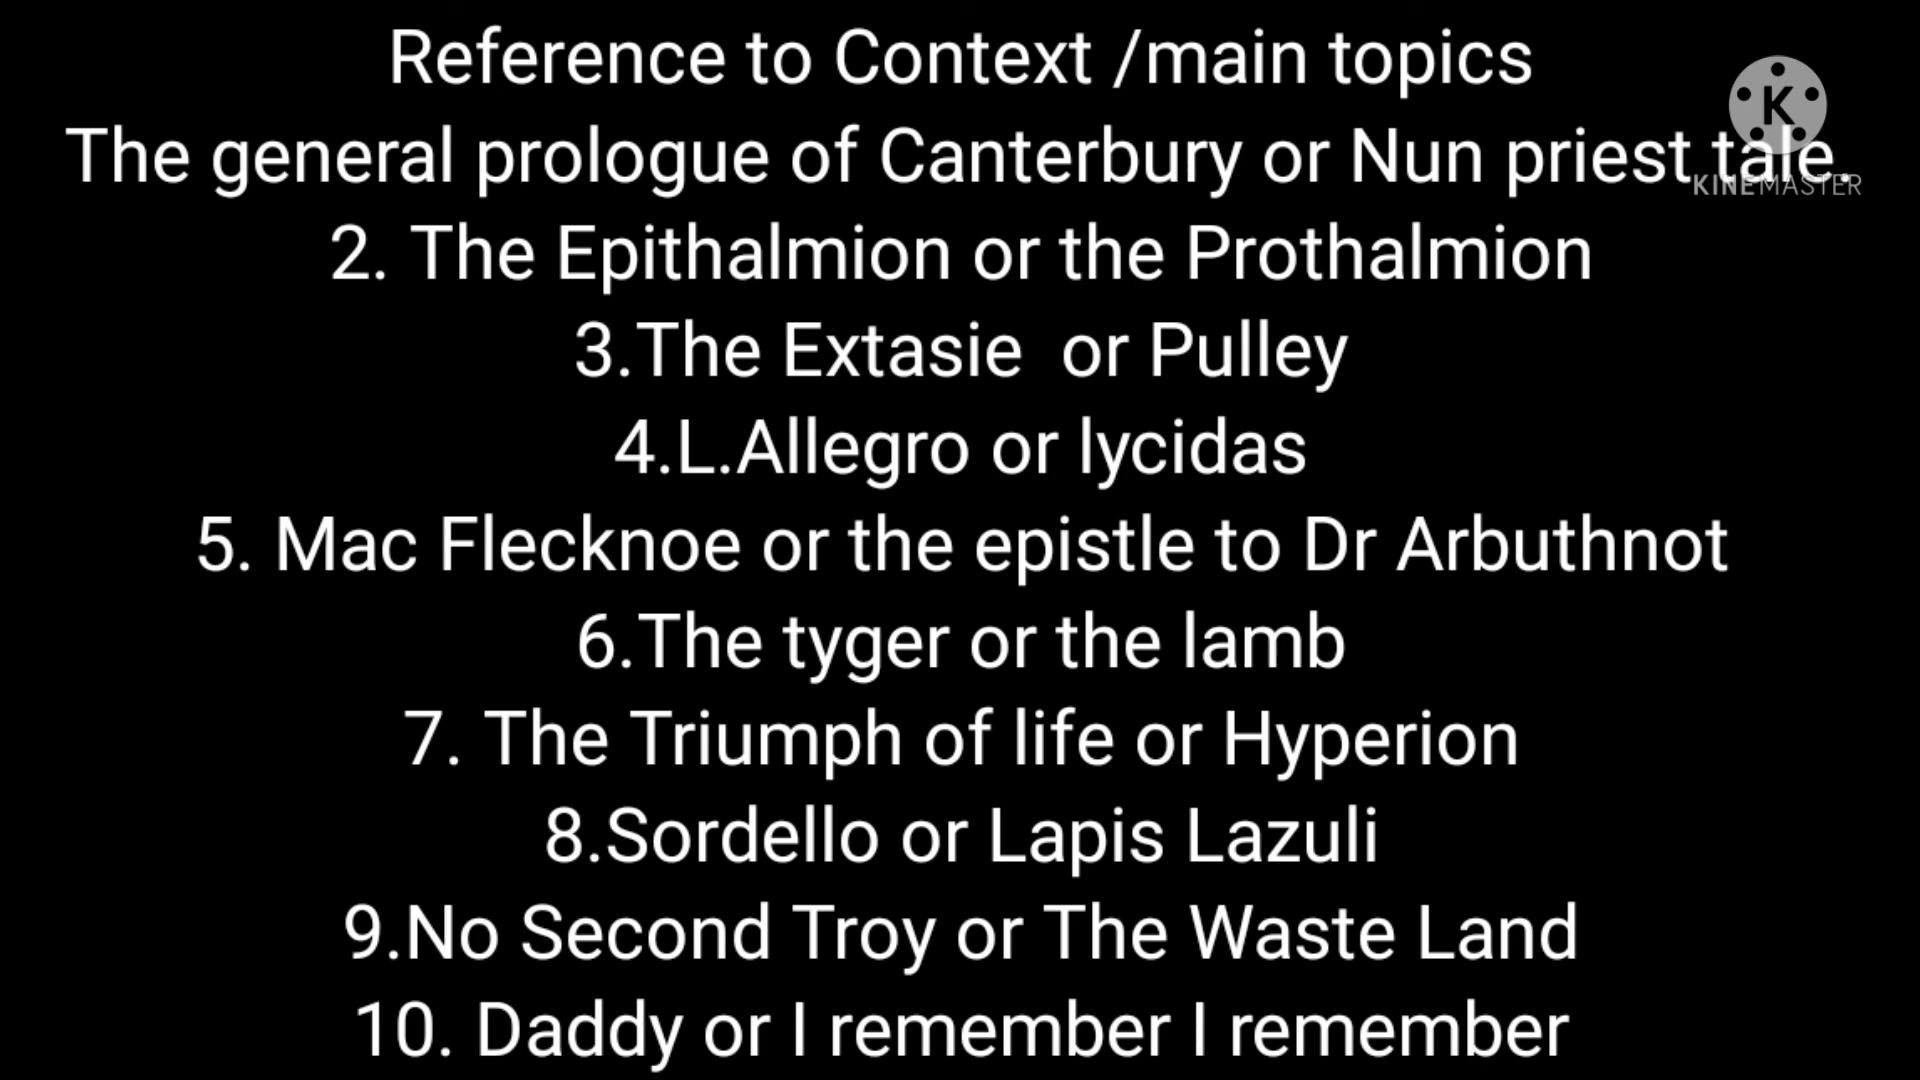 Reference to Context /main topics
The general prologue of Canterbury or Nun priest tale.
K
KINEMASTER
2. The Epithalmion or the Prothalmion
3.The Extasie  or Pulley
4.L.Allegro or lycidas
5. Mac Flecknoe or the epistle to Dr Arbuthnot
6.The tyger or the lamb
7. The Triumph of life or Hyperion
8.Sordello or Lapis Lazuli
9.No Second Troy or The Waste Land
10. Daddy or I remember I remember